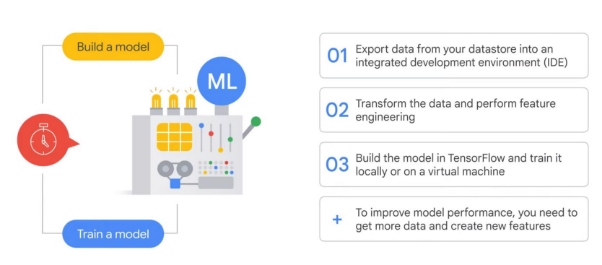 Build a model
ML
Train a model
01 Export data from your datastore into an
integrated development environment (IDE)
02 Transform the data and perform feature
engineering
03 Build the model in TensorFlow and train it
locally or on a virtual machine
+ To improve model performance, you need to
get more data and create new features